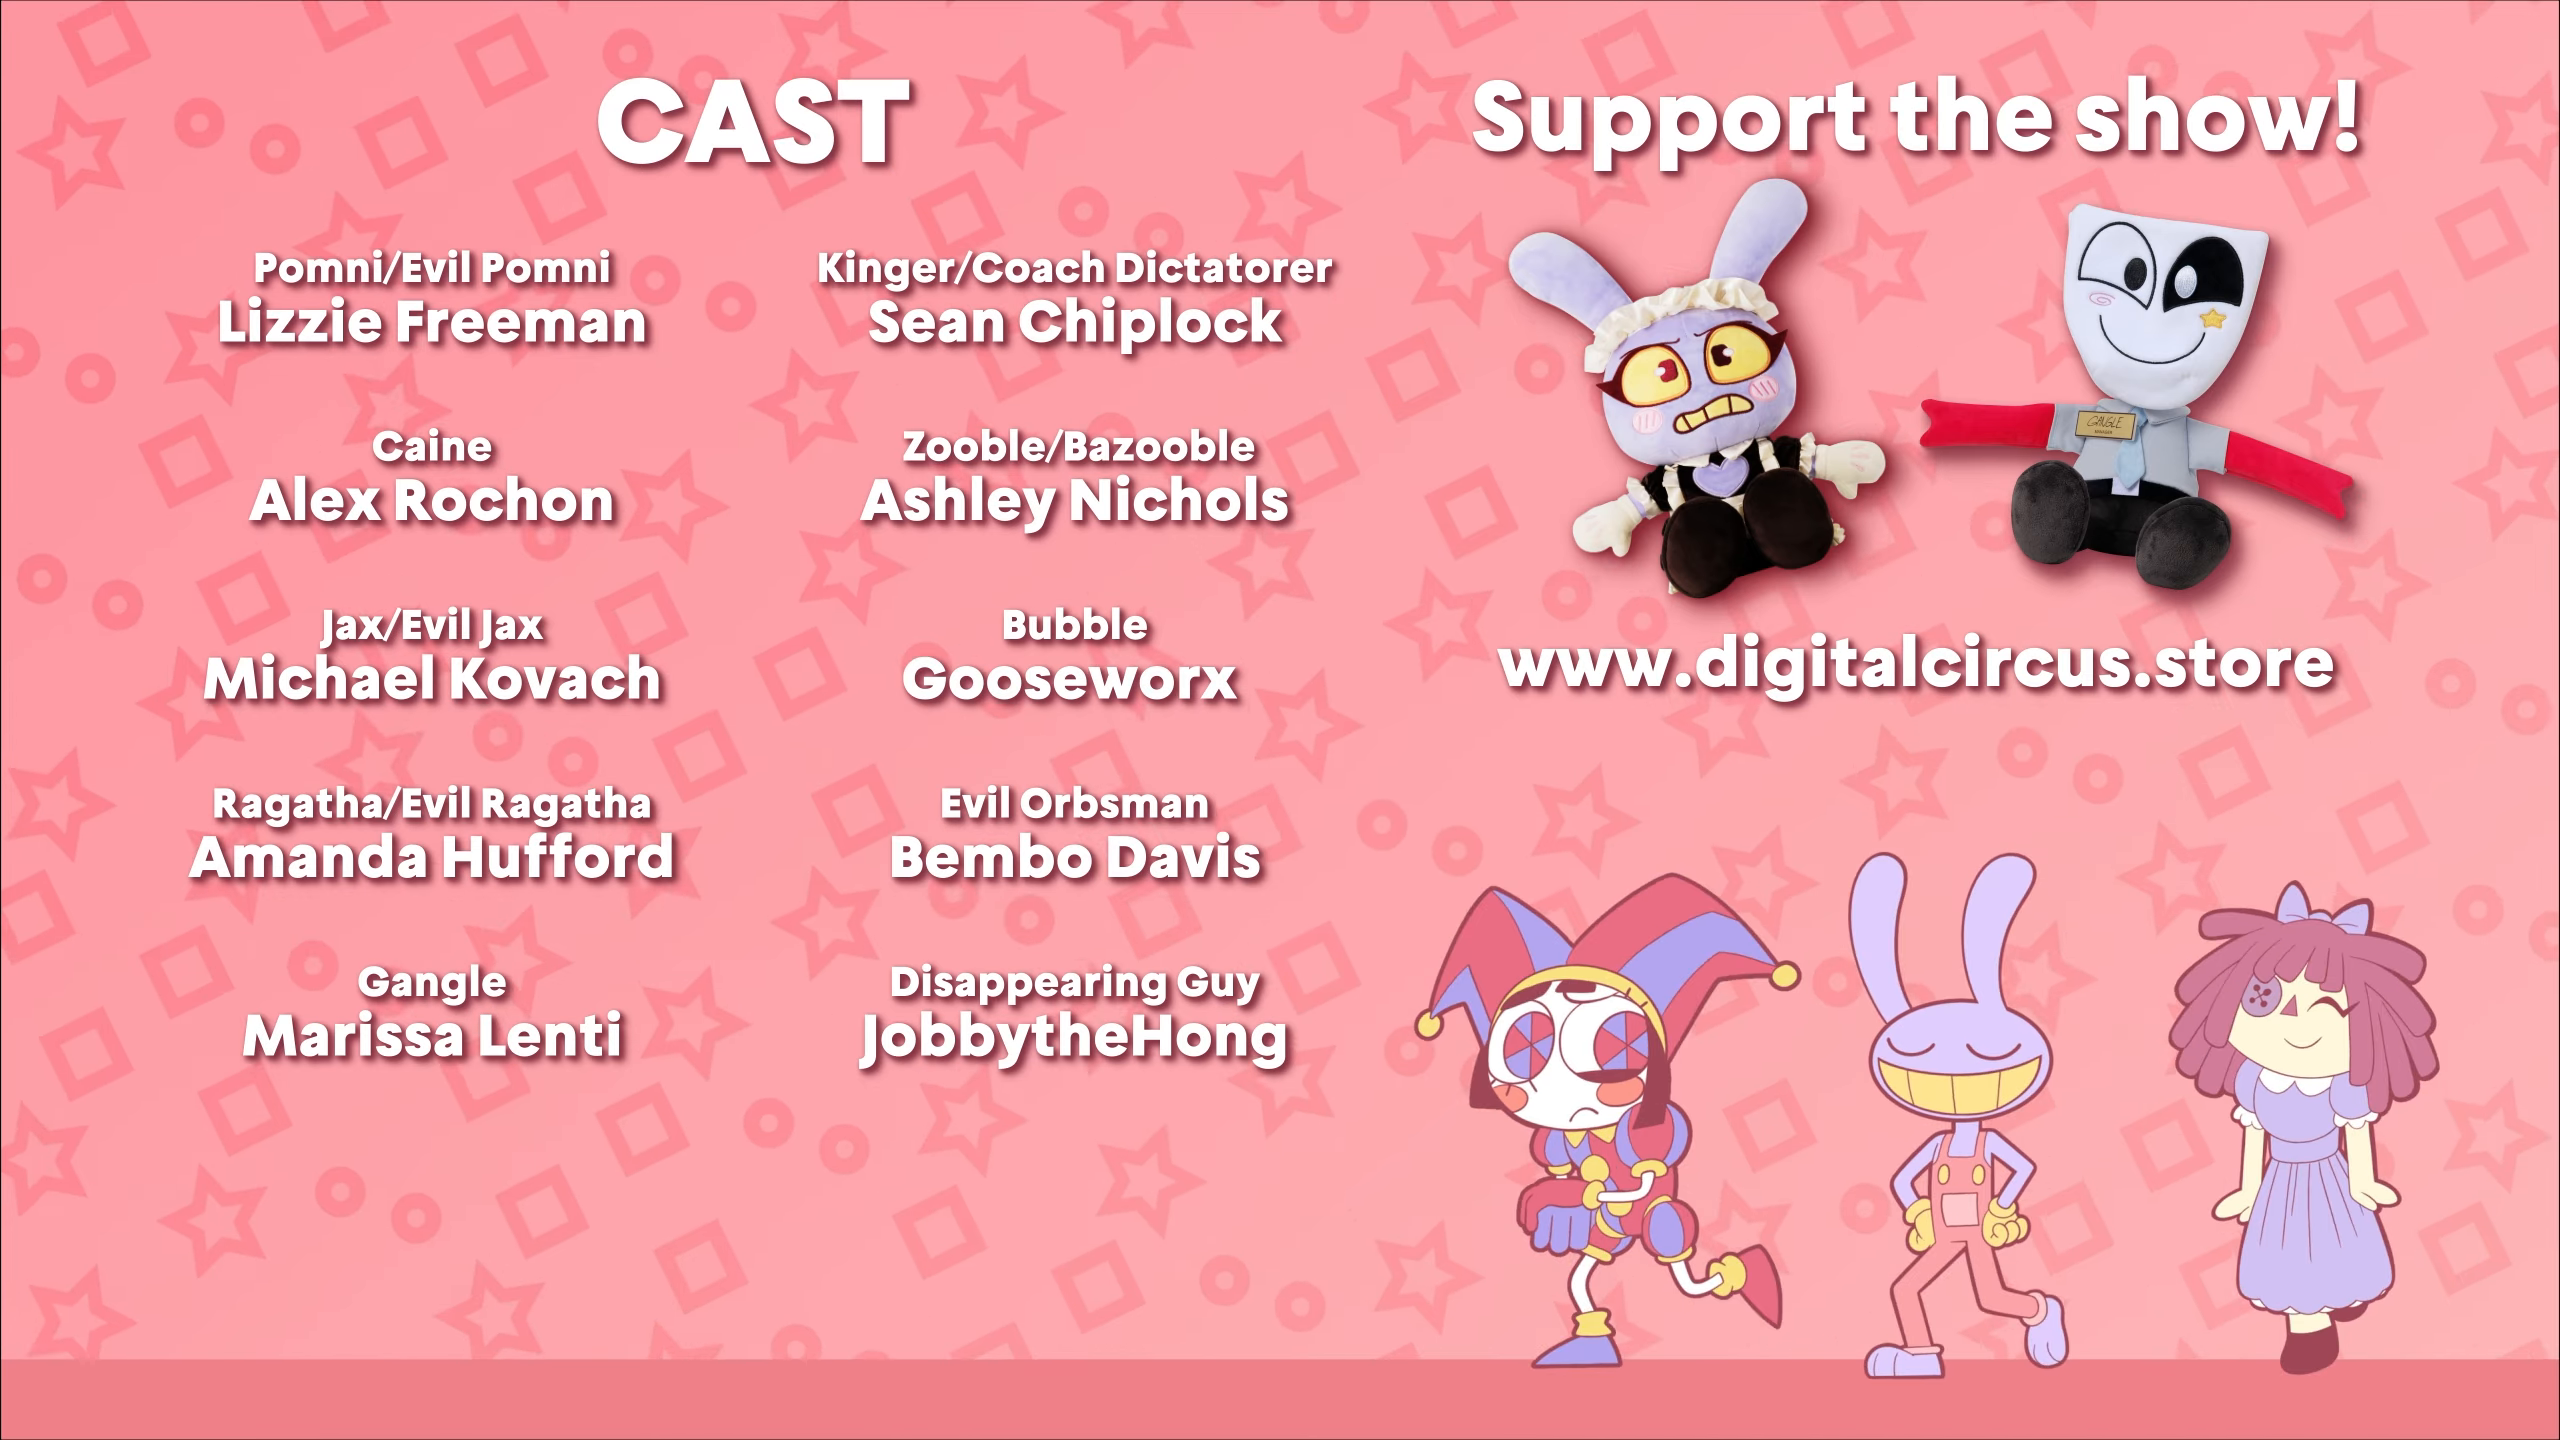 CAST
Pomni/Evil Pomni
Lizzie Freeman
Caine
Alex Rochon
Jax/Evil Jax
Michael Kovach
Ragatha/Evil Ragatha
Amanda Hufford
Gangle
Marissa Lenti
Kinger/Coach Dictatorer
Sean Chiplock
Zooble/Bazooble
Ashley Nichols
Bubble
Gooseworx
Evil Orbsman
Bembo Davis
Disappearing Guy
JobbytheHong
Support the show!
GANGLE
MANAGER
www.digitalcircus.store